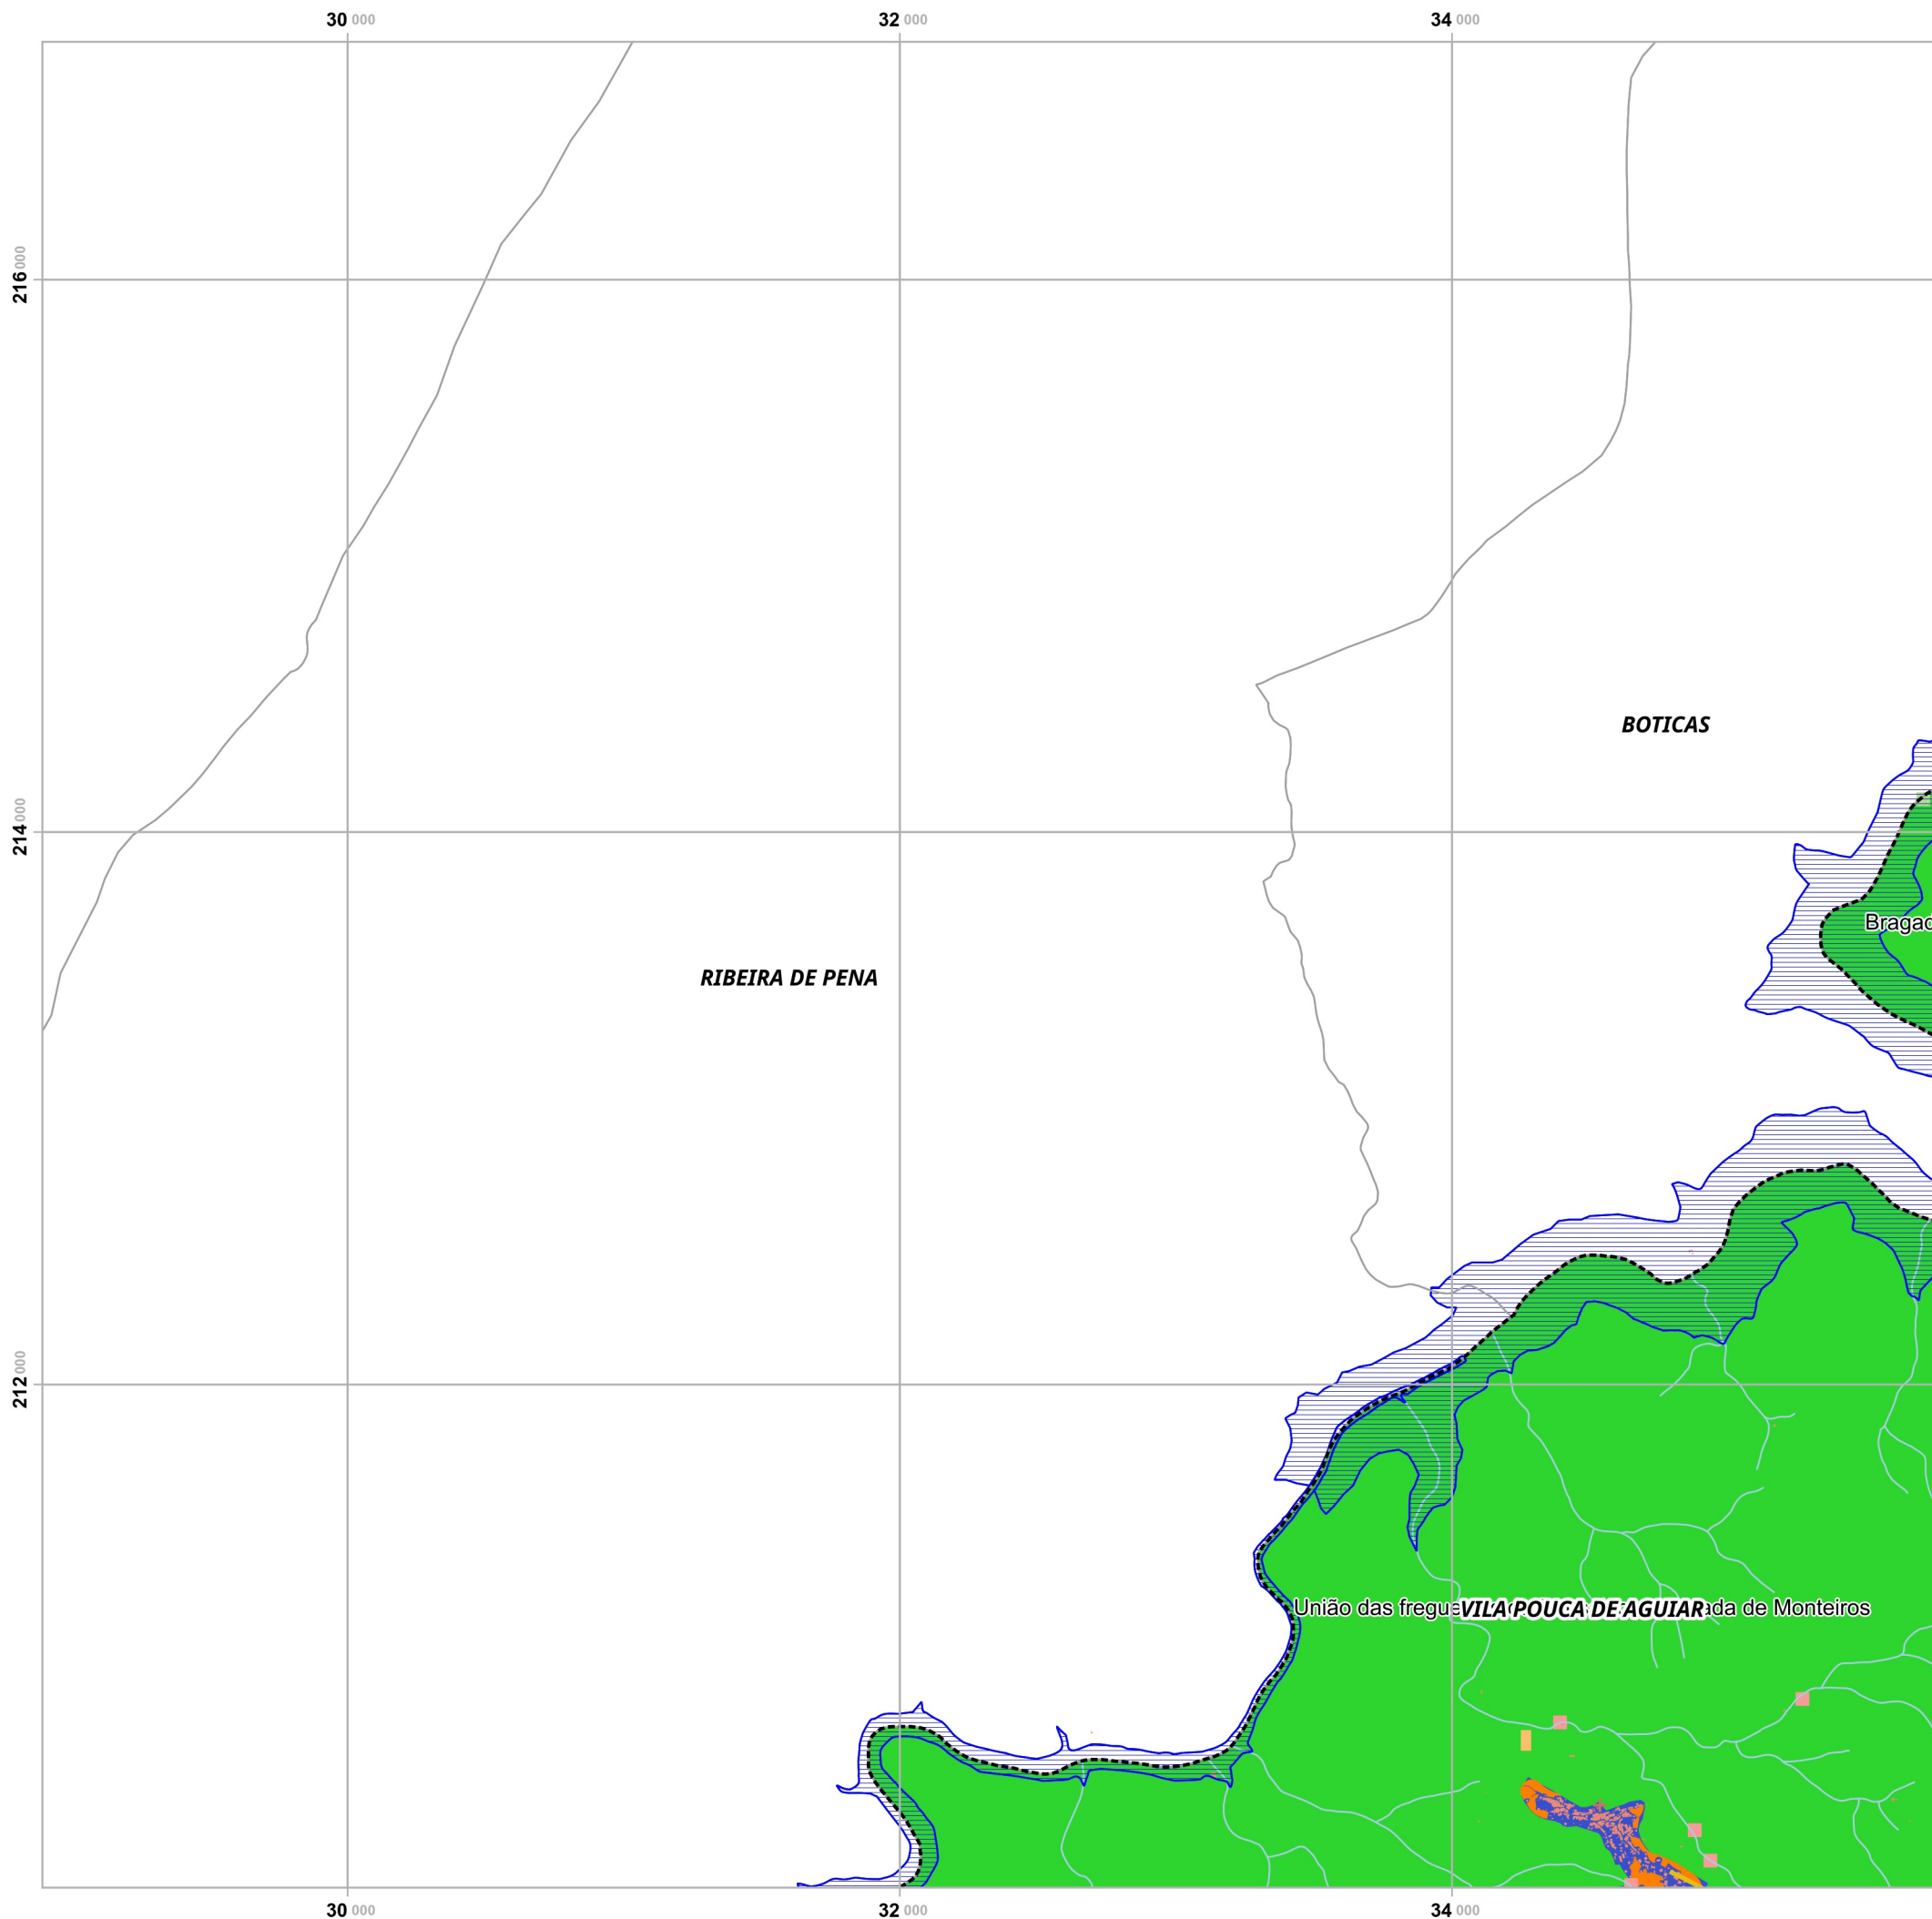 30 000 32 000 34 000
216 000
BOTICAS
214 000
Bragad
RIBEIRA DE PENA
212 000
União das fregue
VILA POUCA DE AGUIAR
ada de Monteiros
30 000 32 000 34 000